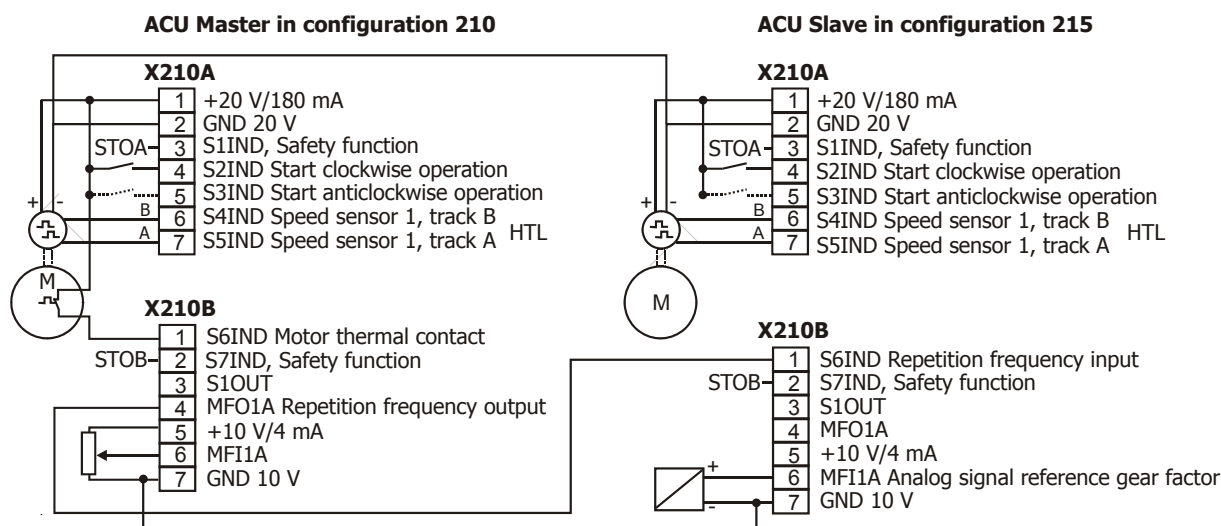 ACU Master in configuration 210
X210A
1 +20 V/180 mA
2 GND 20 V
STOA 3 S1IND, Safety function
4 S2IND Start clockwise operation
5 S3IND Start anticlockwise operation
+ - B 6 S4IND Speed sensor 1, track B
A 7 S5IND Speed sensor 1, track A HTL
M
X210B
1 S6IND Motor thermal contact
STOB 2 S7IND, Safety function
3 S1OUT
4 MFO1A Repetition frequency output
5 +10 V/4 mA
6 MFI1A
7 GND 10 V
ACU Slave in configuration 215
X210A
1 +20 V/180 mA
2 GND 20 V
STOA 3 S1IND, Safety function
4 S2IND Start clockwise operation
5 S3IND Start anticlockwise operation
+ - B 6 S4IND Speed sensor 1, track B
A 7 S5IND Speed sensor 1, track A HTL
M
X210B
1 S6IND Repetition frequency input
STOB 2 S7IND, Safety function
3 S1OUT
4 MFO1A
5 +10 V/4 mA
+ 6 MFI1A Analog signal reference gear factor
- 7 GND 10 V